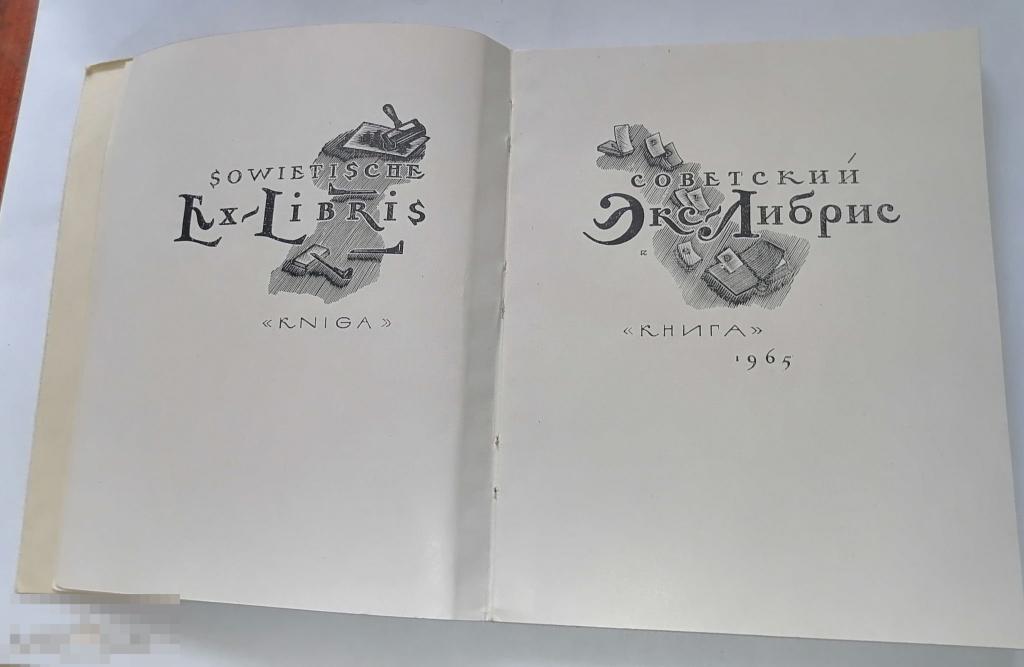 SOWIETISCHE
Ex-Libris
«KNIGA»
советский
Экс-Либрис
«КНИГА»
1965